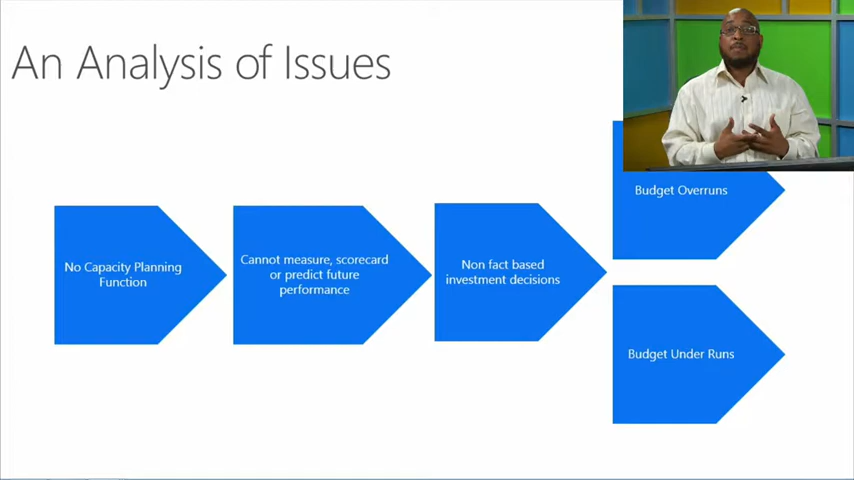 An Analysis of Issues
No Capacity Planning
Function
Cannot measure, scorecard
or predict future
performance
Non fact based
investment decisions
Budget Overruns
Budget Under Runs